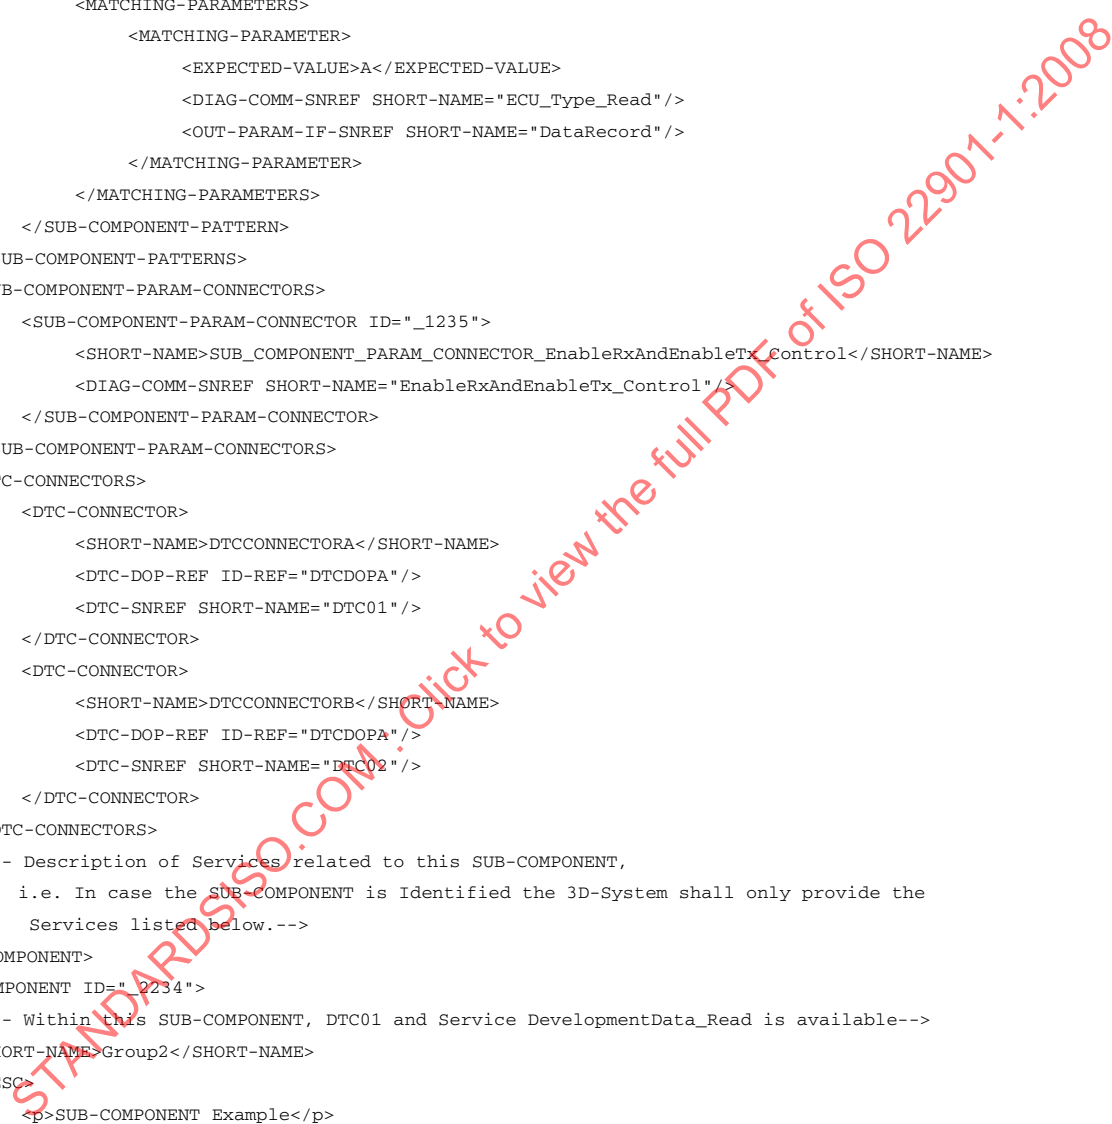 <MATCHING-PARAMETERS>
<MATCHING-PARAMETER>
<EXPECTED-VALUE>A</EXPECTED-VALUE>
<DIAG-COMM-SNREF SHORT-NAME="ECU_Type_Read"/>
<OUT-PARAM-IF-SNREF SHORT-NAME="DataRecord"/>
</MATCHING-PARAMETER>
</MATCHING-PARAMETERS>
</SUB-COMPONENT-PATTERN>
UB-COMPONENT-PATTERNS>
B-COMPONENT-PARAM-CONNECTORS>
<SUB-COMPONENT-PARAM-CONNECTOR ID="_1235">
<SHORT-NAME>SUB_COMPONENT_PARAM_CONNECTOR_EnableRxAndEnableTx_Control</SHORT-NAME>
<DIAG-COMM-SNREF SHORT-NAME="EnableRxAndEnableTx_Control"/>
</SUB-COMPONENT-PARAM-CONNECTOR>
UB-COMPONENT-PARAM-CONNECTORS>
C-CONNECTORS>
<DTC-CONNECTOR>
<SHORT-NAME>DTCCONNECTORA</SHORT-NAME>
<DTC-DOP-REF ID-REF="DTCDOPA"/>
<DTC-SNREF SHORT-NAME="DTC01"/>
</DTC-CONNECTOR>
<DTC-CONNECTOR>
<SHORT-NAME>DTCCONNECTORB</SHORT-NAME>
<DTC-DOP-REF ID-REF="DTCDOPA"/>
<DTC-SNREF SHORT-NAME="DTC02"/>
</DTC-CONNECTOR>
TC-CONNECTORS>
- Description of Services related to this SUB-COMPONENT,
i.e. In case the SUB-COMPONENT is Identified the 3D-System shall only provide the
Services listed below.-->
OMPONENT>
MPONENT ID="_2234">
- Within this SUB-COMPONENT, DTC01 and Service DevelopmentData_Read is available-->
ORT-NAME>Group2</SHORT-NAME>
SC>
<p>SUB-COMPONENT Example</p>
STANDARDSISO.COM : Click to view the full PDF of ISO 22901-1:2008